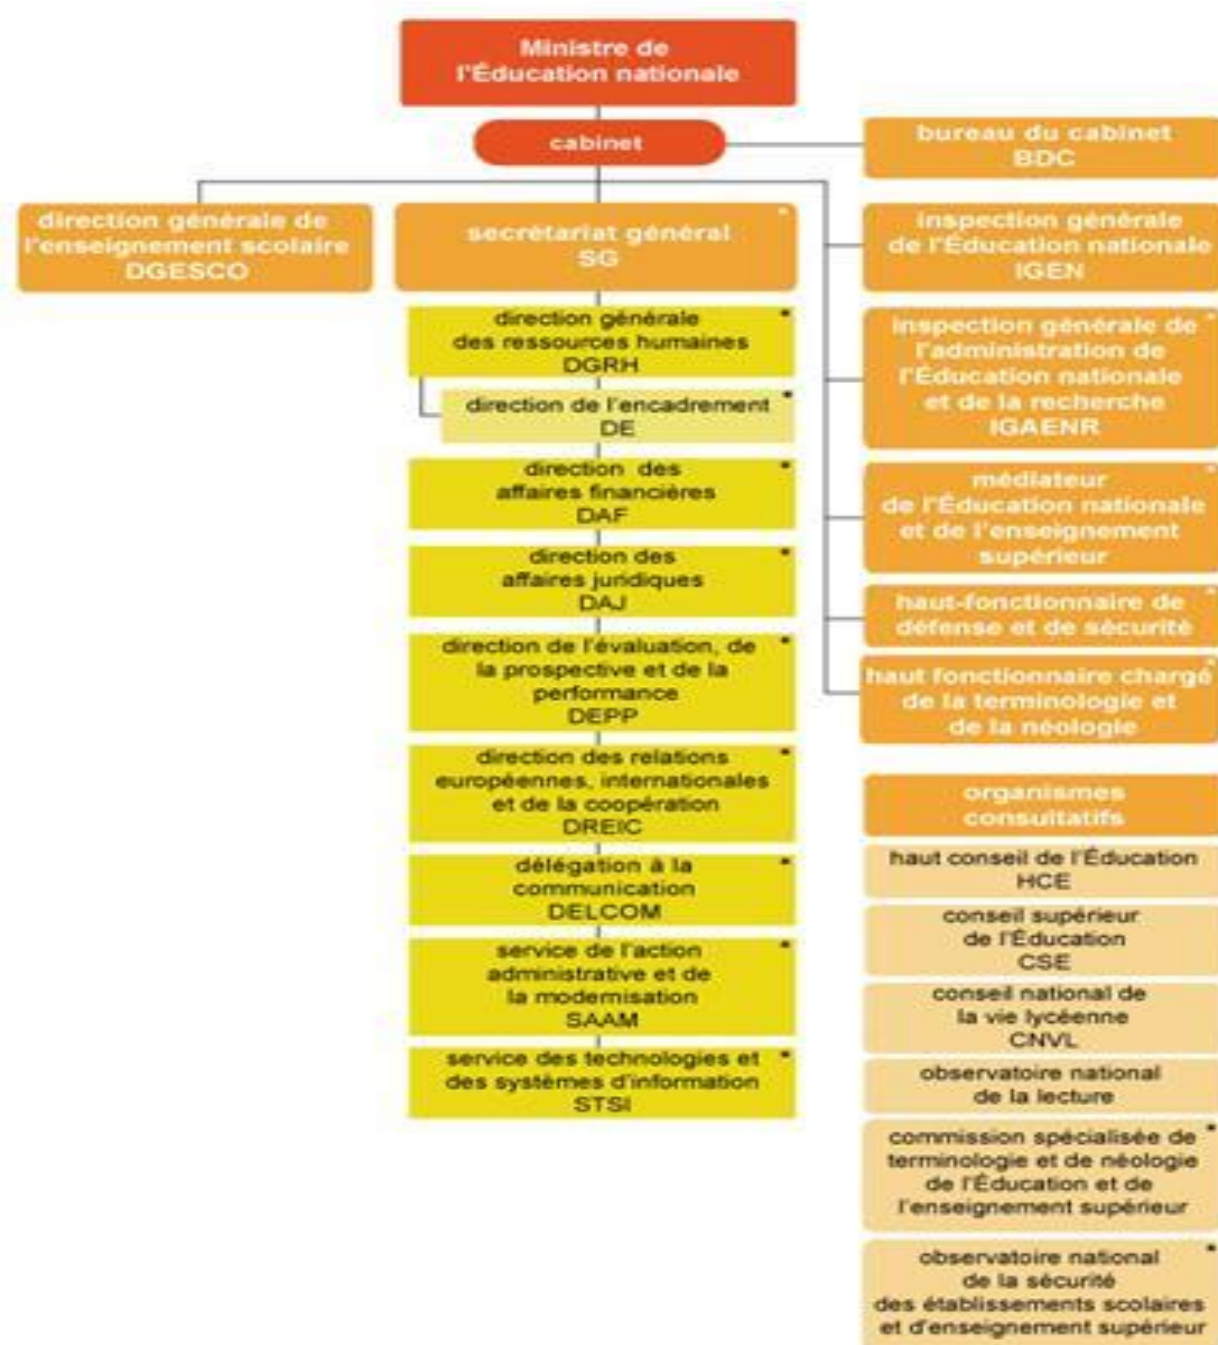 Ministre de
l'Éducation nationale
cabinet
bureau du cabinet
BDC
direction générale de
l'enseignement scolaire
DGESCO
secrétariat général *
SG
direction générale *
des ressources humaines
DGRH
direction de l'encadrement *
DE
direction des *
affaires financières
DAF
direction des *
affaires juridiques
DAJ
direction de l'évaluation, de *
la prospective et de la
performance
DEPP
direction des relations *
européennes, internationales
et de la coopération
DREIC
délégation à la *
communication
DELCOM
service de l'action *
administrative et de
la modernisation
SAAM
service des technologies et *
des systèmes d'information
STSI
inspection générale
de l'Éducation nationale
IGEN
inspection générale de *
l'administration de
l'Éducation nationale
et de la recherche
IGAENR
médiateur *
de l'Éducation nationale
et de l'enseignement
supérieur
haut-fonctionnaire de *
défense et de sécurité
haut fonctionnaire chargé *
de la terminologie et
de la néologie
organismes
consultatifs
haut conseil de l'Éducation
HCE
conseil supérieur
de l'Éducation
CSE
conseil national de
la vie lycéenne
CNVL
observatoire national
de la lecture
commission spécialisée de *
terminologie et de néologie
de l'Éducation et de
l'enseignement supérieur
observatoire national *
de la sécurité
des établissements scolaires
et d'enseignement supérieur